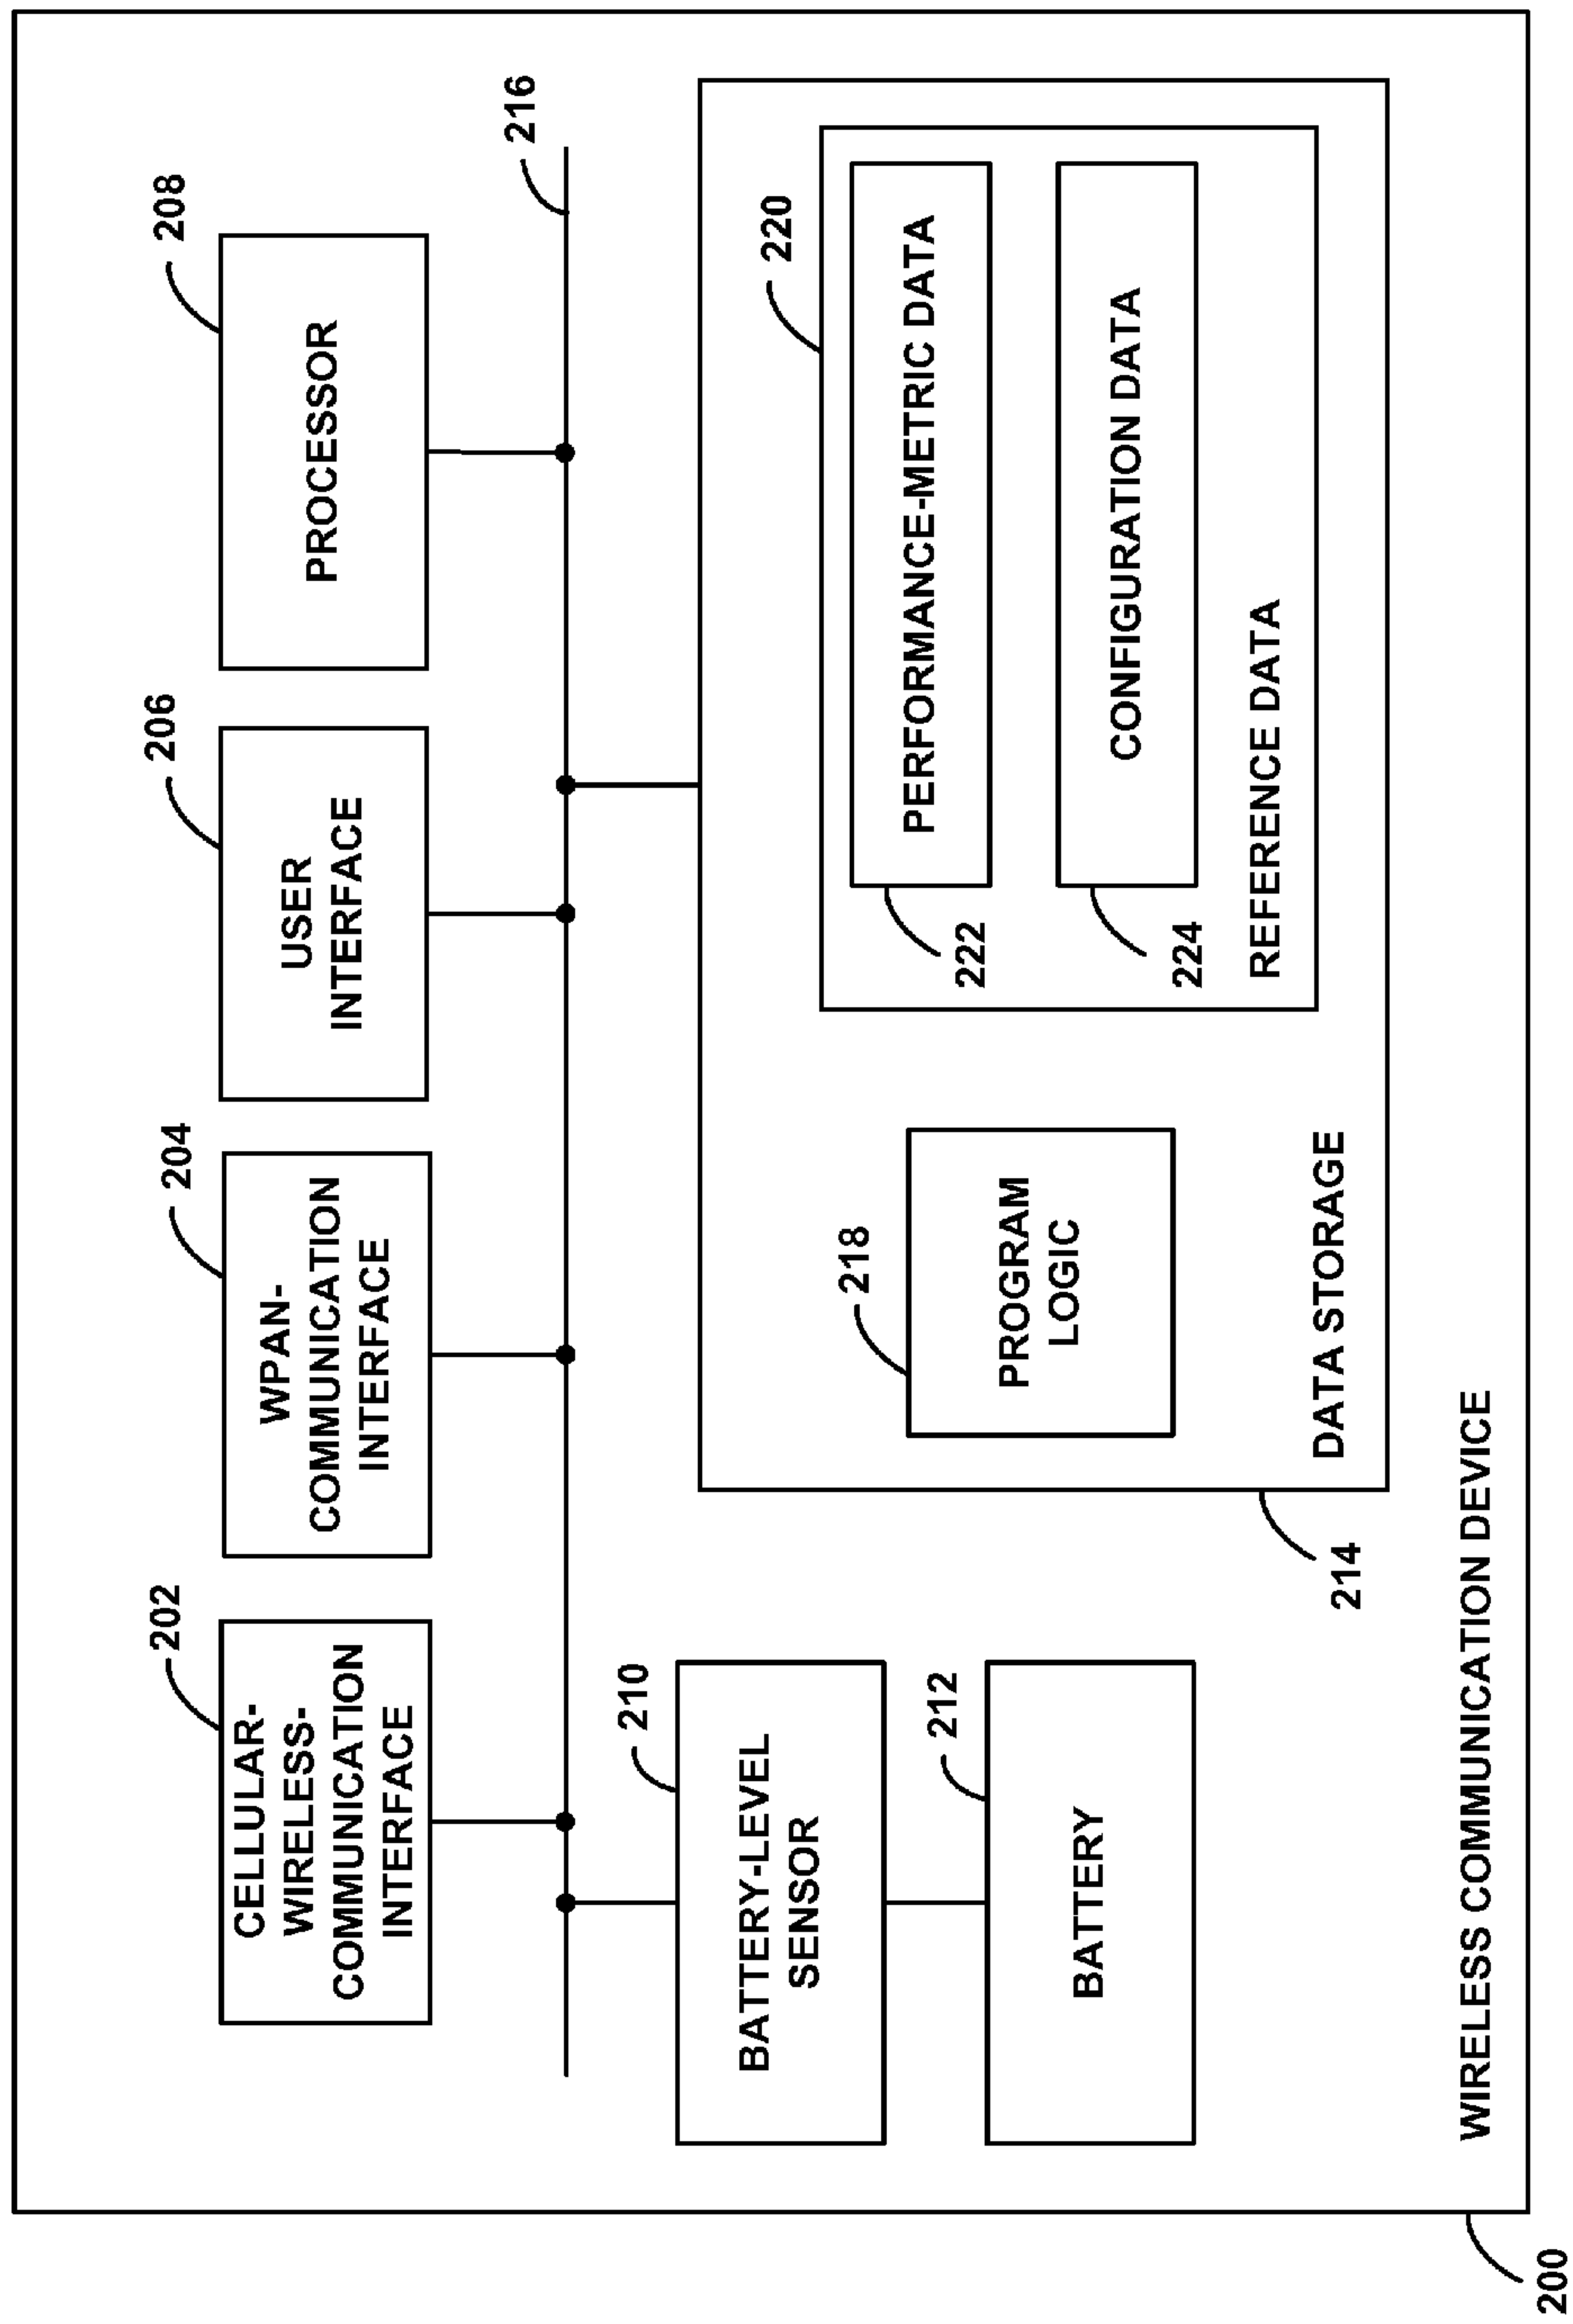 202
CELLULAR-
WIRELESS-
COMMUNICATION
INTERFACE
204
WPAN-
COMMUNICATION
INTERFACE
206
USER
INTERFACE
208
PROCESSOR
216
210
BATTERY-LEVEL
SENSOR
212
BATTERY
218
PROGRAM
LOGIC
220
PERFORMANCE-METRIC DATA
222
CONFIGURATION DATA
224
REFERENCE DATA
DATA STORAGE
214
WIRELESS COMMUNICATION DEVICE
200